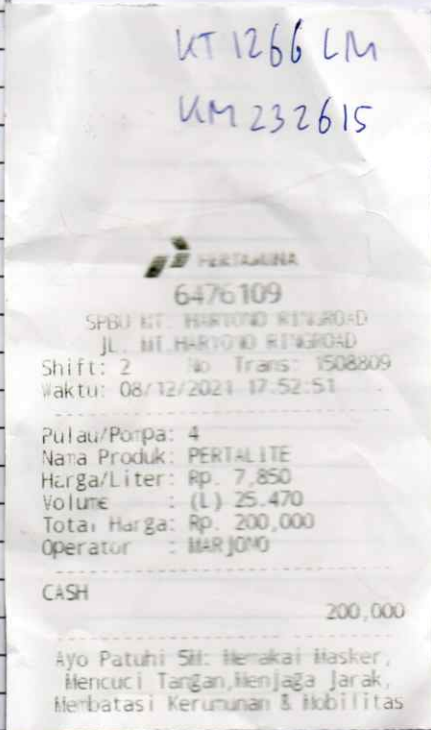 KT 1266 LM
KM 232615
PERTAMINA
6476109
SPBU MT. HARYONO RINGROAD
JL. MT.HARYONO RINGROAD
Shift: 2 No Trans: 1508809
Waktu: 08/12/2021 17:52:51
Pulau/Pompa: 4
Nama Produk: PERTALITE
Harga/Liter: Rp. 7,850
Volume : (L) 25.470
Total Harga: Rp. 200,000
Operator : MARJONO
CASH
200,000
Ayo Patuhi 5M: Memakai Masker,
Mencuci Tangan,Menjaga Jarak,
Membatasi Kerumunan & Mobilitas